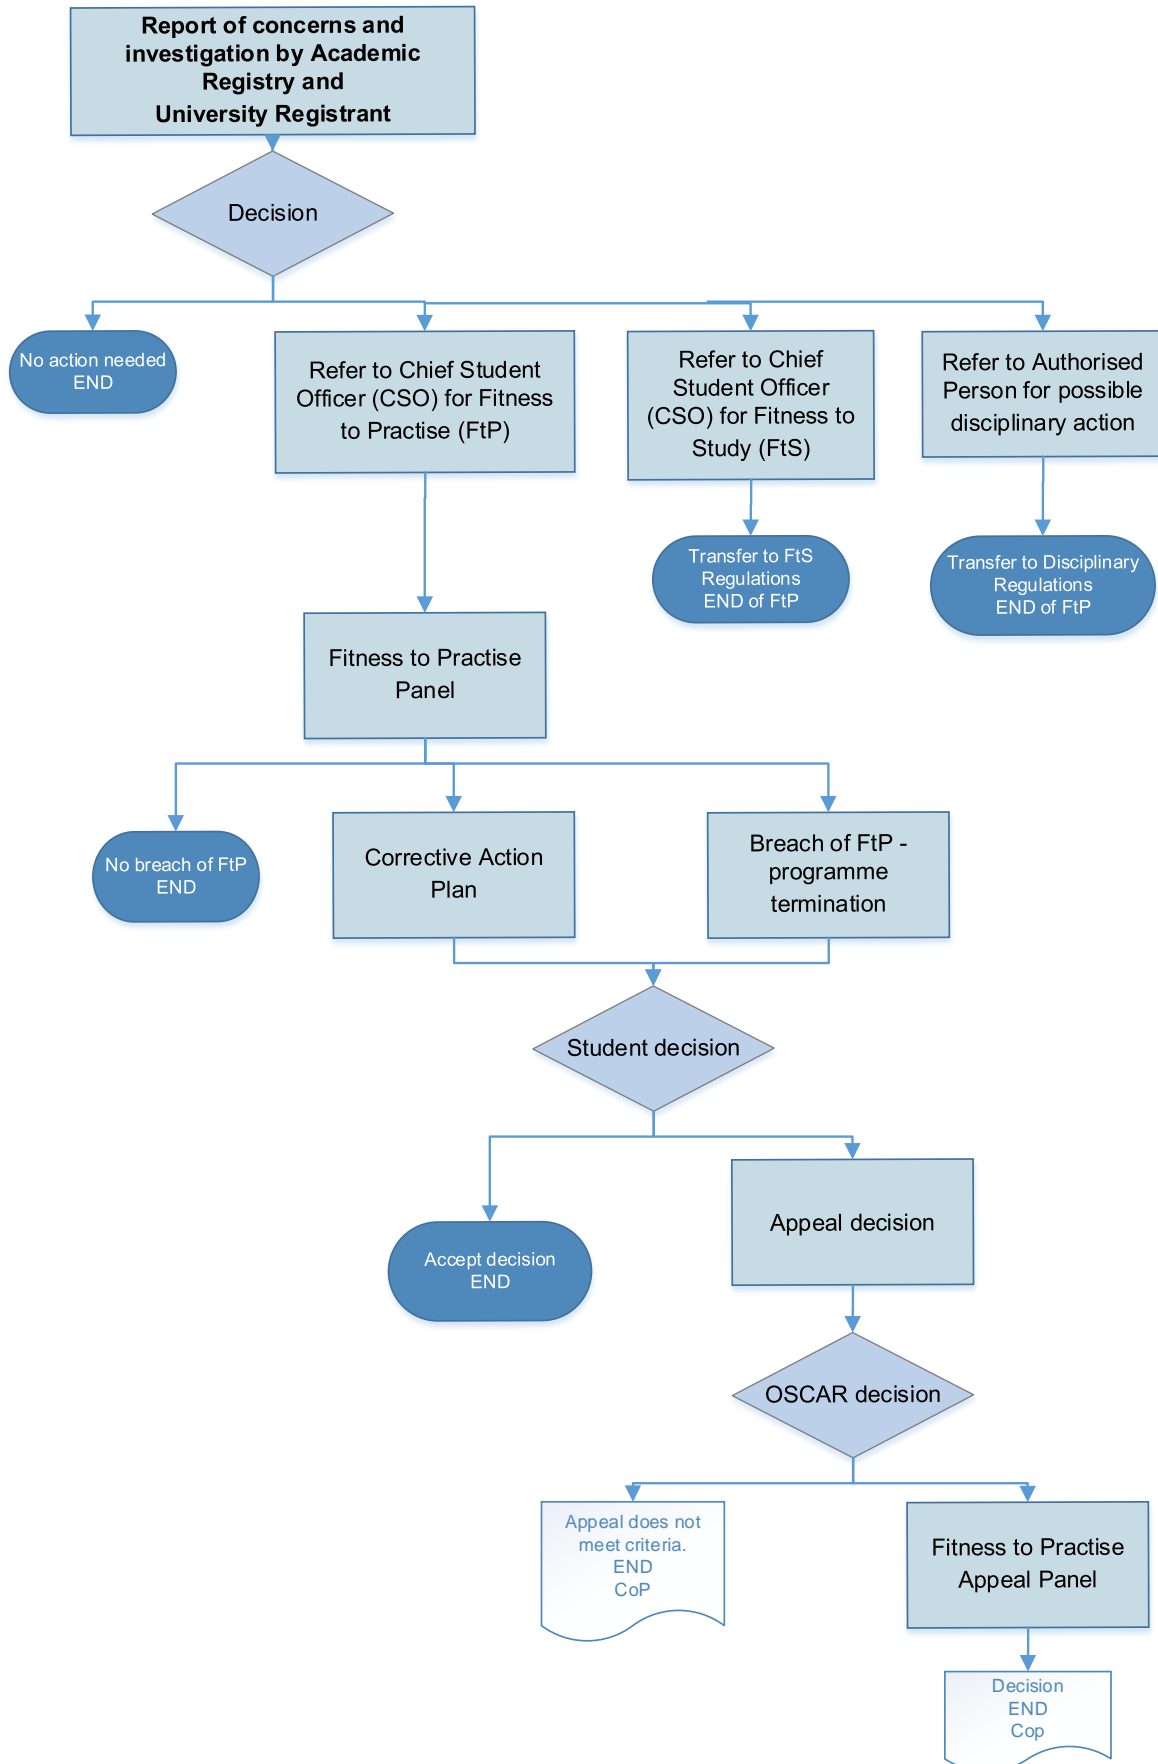 Report of concerns and
investigation by Academic
Registry and
University Registrant
Decision
No action needed
END
Refer to Chief Student
Officer (CSO) for Fitness
to Practise (FtP)
Refer to Chief
Student Officer
(CSO) for Fitness to
Study (FtS)
Refer to Authorised
Person for possible
disciplinary action
Transfer to FtS
Regulations
END of FtP
Transfer to Disciplinary
Regulations
END of FtP
Fitness to Practise
Panel
No breach of FtP
END
Corrective Action
Plan
Breach of FtP -
programme
termination
Student decision
Accept decision
END
Appeal decision
OSCAR decision
Appeal does not
meet criteria.
END
CoP
Fitness to Practise
Appeal Panel
Decision
END
Cop